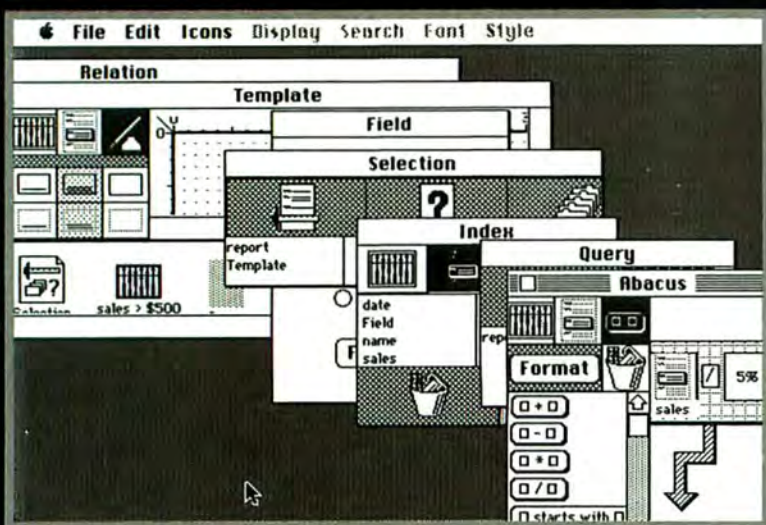 File Edit Icons Display Search Font Style
Relation
Template
0
Field
Selection
?
report
Template
Index
Query
Abacus
date
Field
name
sales
Format
sales
/
5%
?
sales > $500
□ + □
□ - □
□ * □
□ / □
□ starts with □